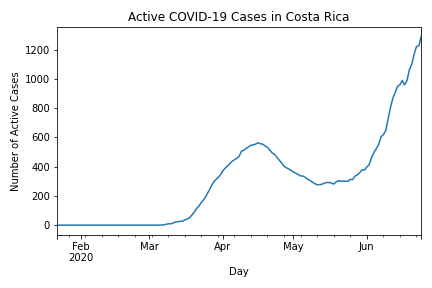 Active COVID-19 Cases in Costa Rica
Number of Active Cases
1200
1000
800
600
400
200
0
Feb Mar Apr May Jun
2020
Day